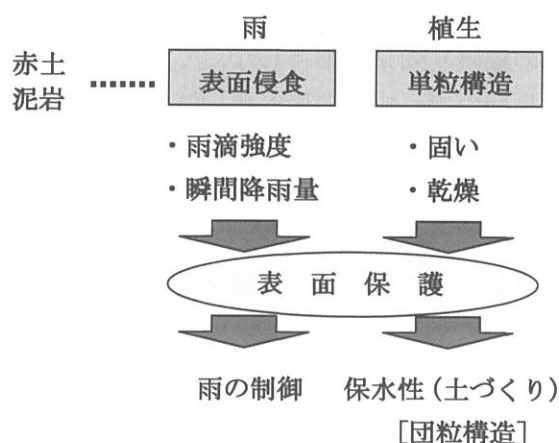 雨 植生
赤土
泥岩
表面侵食 単粒構造
・雨滴強度 ・固い
・瞬間降雨量 ・乾燥
表面保護
雨の制御 保水性(土づくり)
[団粒構造]